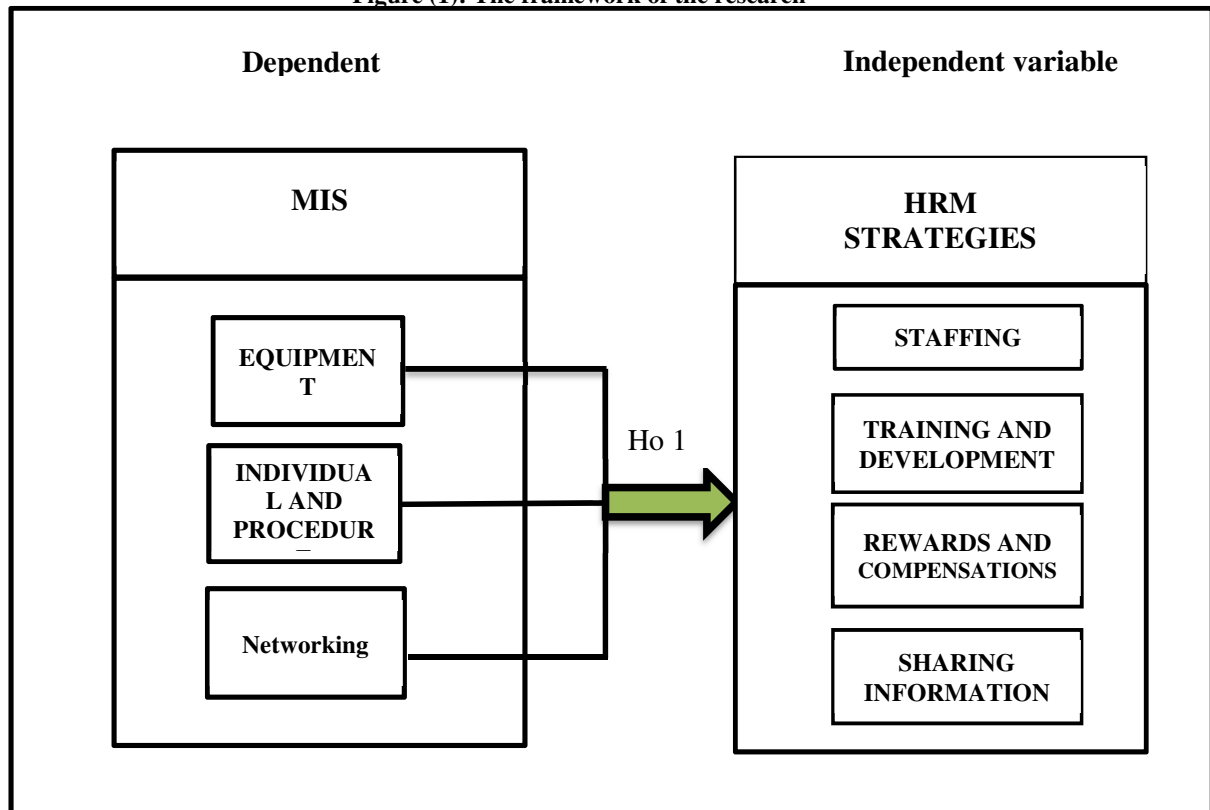 Figure (1): The framework of the research
Dependent
Independent variable
MIS
EQUIPMEN
T
INDIVIDUA
L AND
PROCEDUR
Networking
Ho 1
HRM
STRATEGIES
STAFFING
TRAINING AND
DEVELOPMENT
REWARDS AND
COMPENSATIONS
SHARING
INFORMATION